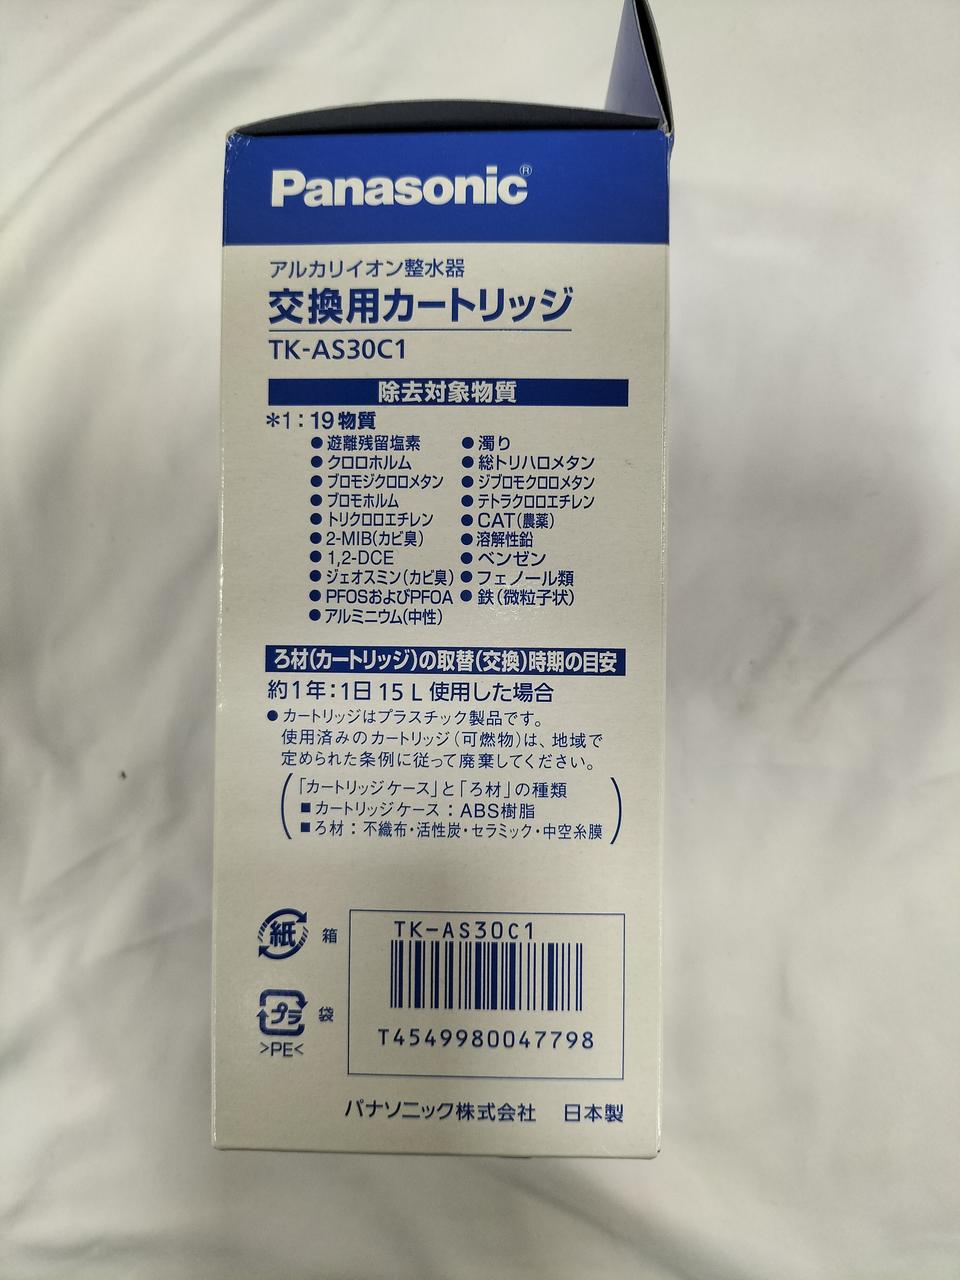 Panasonic®
アルカリイオン整水器
交換用カートリッジ
TK-AS30C1
除去対象物質
＊1：19物質
●遊離残留塩素 ●濁り
●クロロホルム ●総トリハロメタン
●ブロモジクロロメタン ●ジブロモクロロメタン
●ブロモホルム ●テトラクロロエチレン
●トリクロロエチレン ●CAT(農薬)
●2-MIB(カビ臭) ●溶解性鉛
●1,2-DCE ●ベンゼン
●ジェオスミン(カビ臭) ●フェノール類
●PFOSおよびPFOA ●鉄(微粒子状)
●アルミニウム(中性)
ろ材(カートリッジ)の取替(交換)時期の目安
約1年：1日 15 L 使用した場合
●カートリッジはプラスチック製品です。
使用済みのカートリッジ(可燃物)は、地域で
定められた条例に従って廃棄してください。
「カートリッジケース」と「ろ材」の種類
■カートリッジケース：ABS樹脂
■ろ材：不織布・活性炭・セラミック・中空糸膜
紙 箱
プラ 袋
>PE<
TK-AS30C1
T4549980047798
パナソニック株式会社 日本製